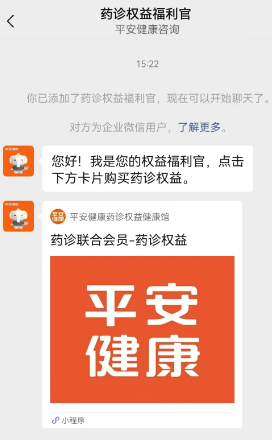 药诊权益福利官
平安健康咨询
15:22
你已添加了药诊权益福利官，现在可以开始聊天了。
对方为企业微信用户，了解更多。
您好！我是您的权益福利官，点击
下方卡片购买药诊权益。
平安健康药诊权益健康馆
药诊联合会员-药诊权益
平安
健康
小程序